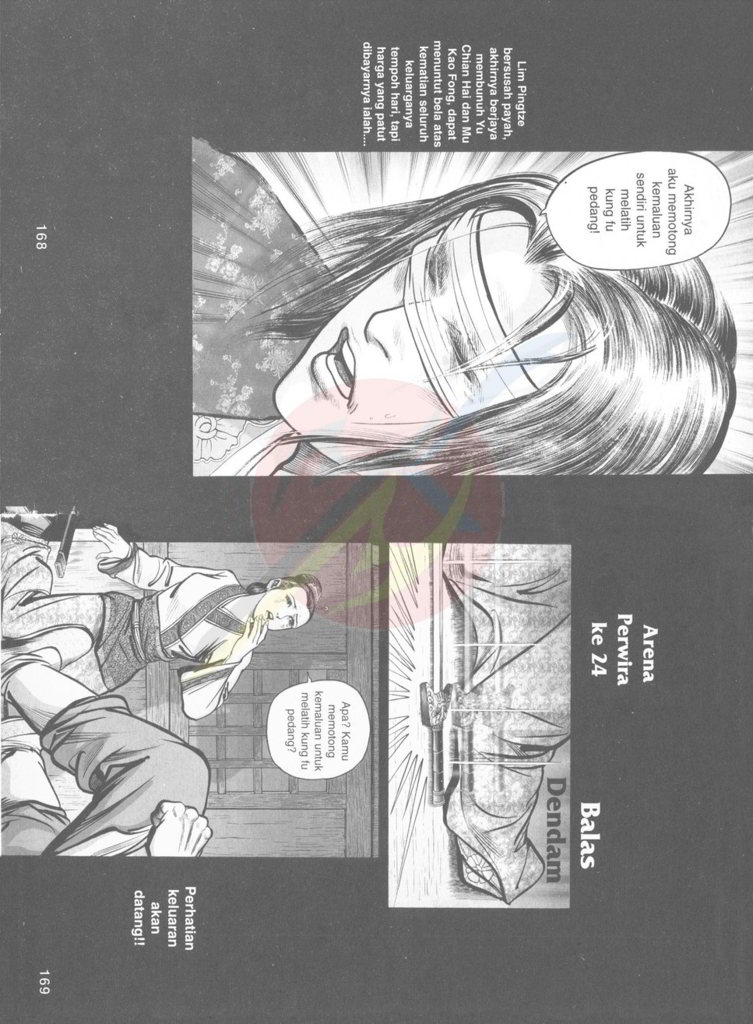 Lim Pingtze
bersusah payah,
akhirnya berjaya
membunuh Yu
Chian Hai dan Mu
Kao Fong, dapat
menuntut bela atas
kematian seluruh
keluarganya
tempoh hari, tapi
harga yang patut
dibayarnya ialah....
Akhirnya
aku memotong
kemaluan
sendiri untuk
melatih
kung fu
pedang!
168
Arena
Perwira
ke 24
Balas
Dendam
Apa? Kamu
memotong
kemaluan untuk
melatih kung fu
pedang?
Perhatian
keluaran
akan
datang!!
169